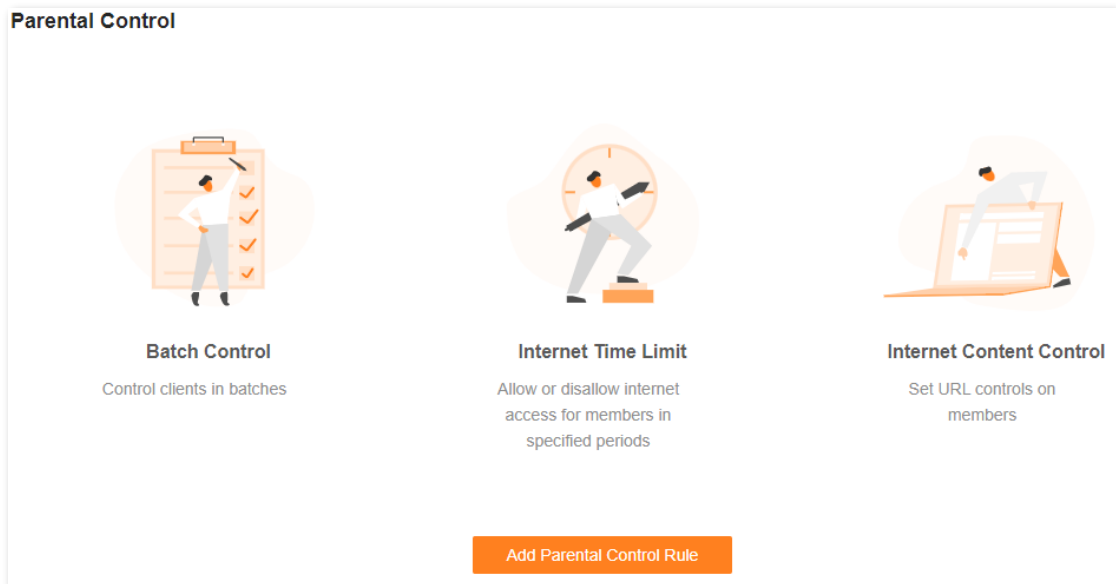 Parental Control
Batch Control
Control clients in batches
Internet Time Limit
Allow or disallow internet
access for members in
specified periods
Internet Content Control
Set URL controls on
members
Add Parental Control Rule